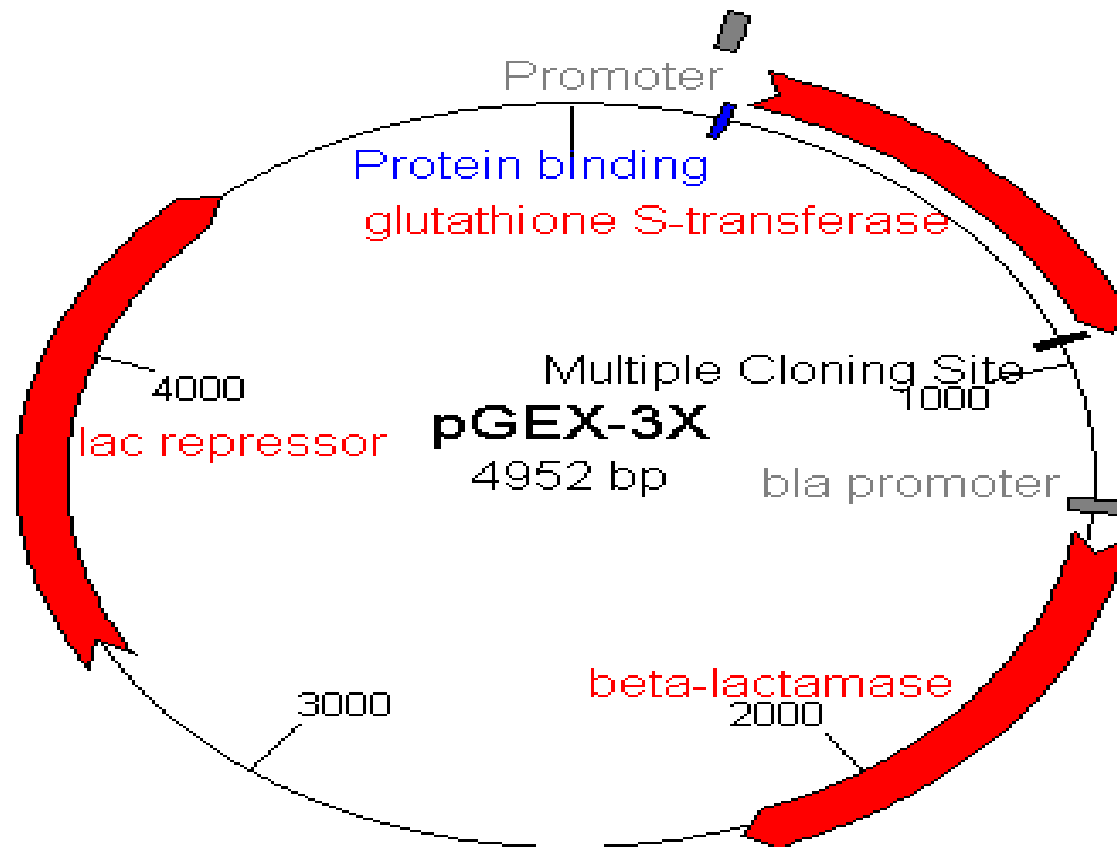 Promoter
Protein binding
glutathione S-transferase
Multiple Cloning Site
1000
4000
pGEX-3X
lac repressor
4952 bp
bla promoter
beta-lactamase
3000
2000